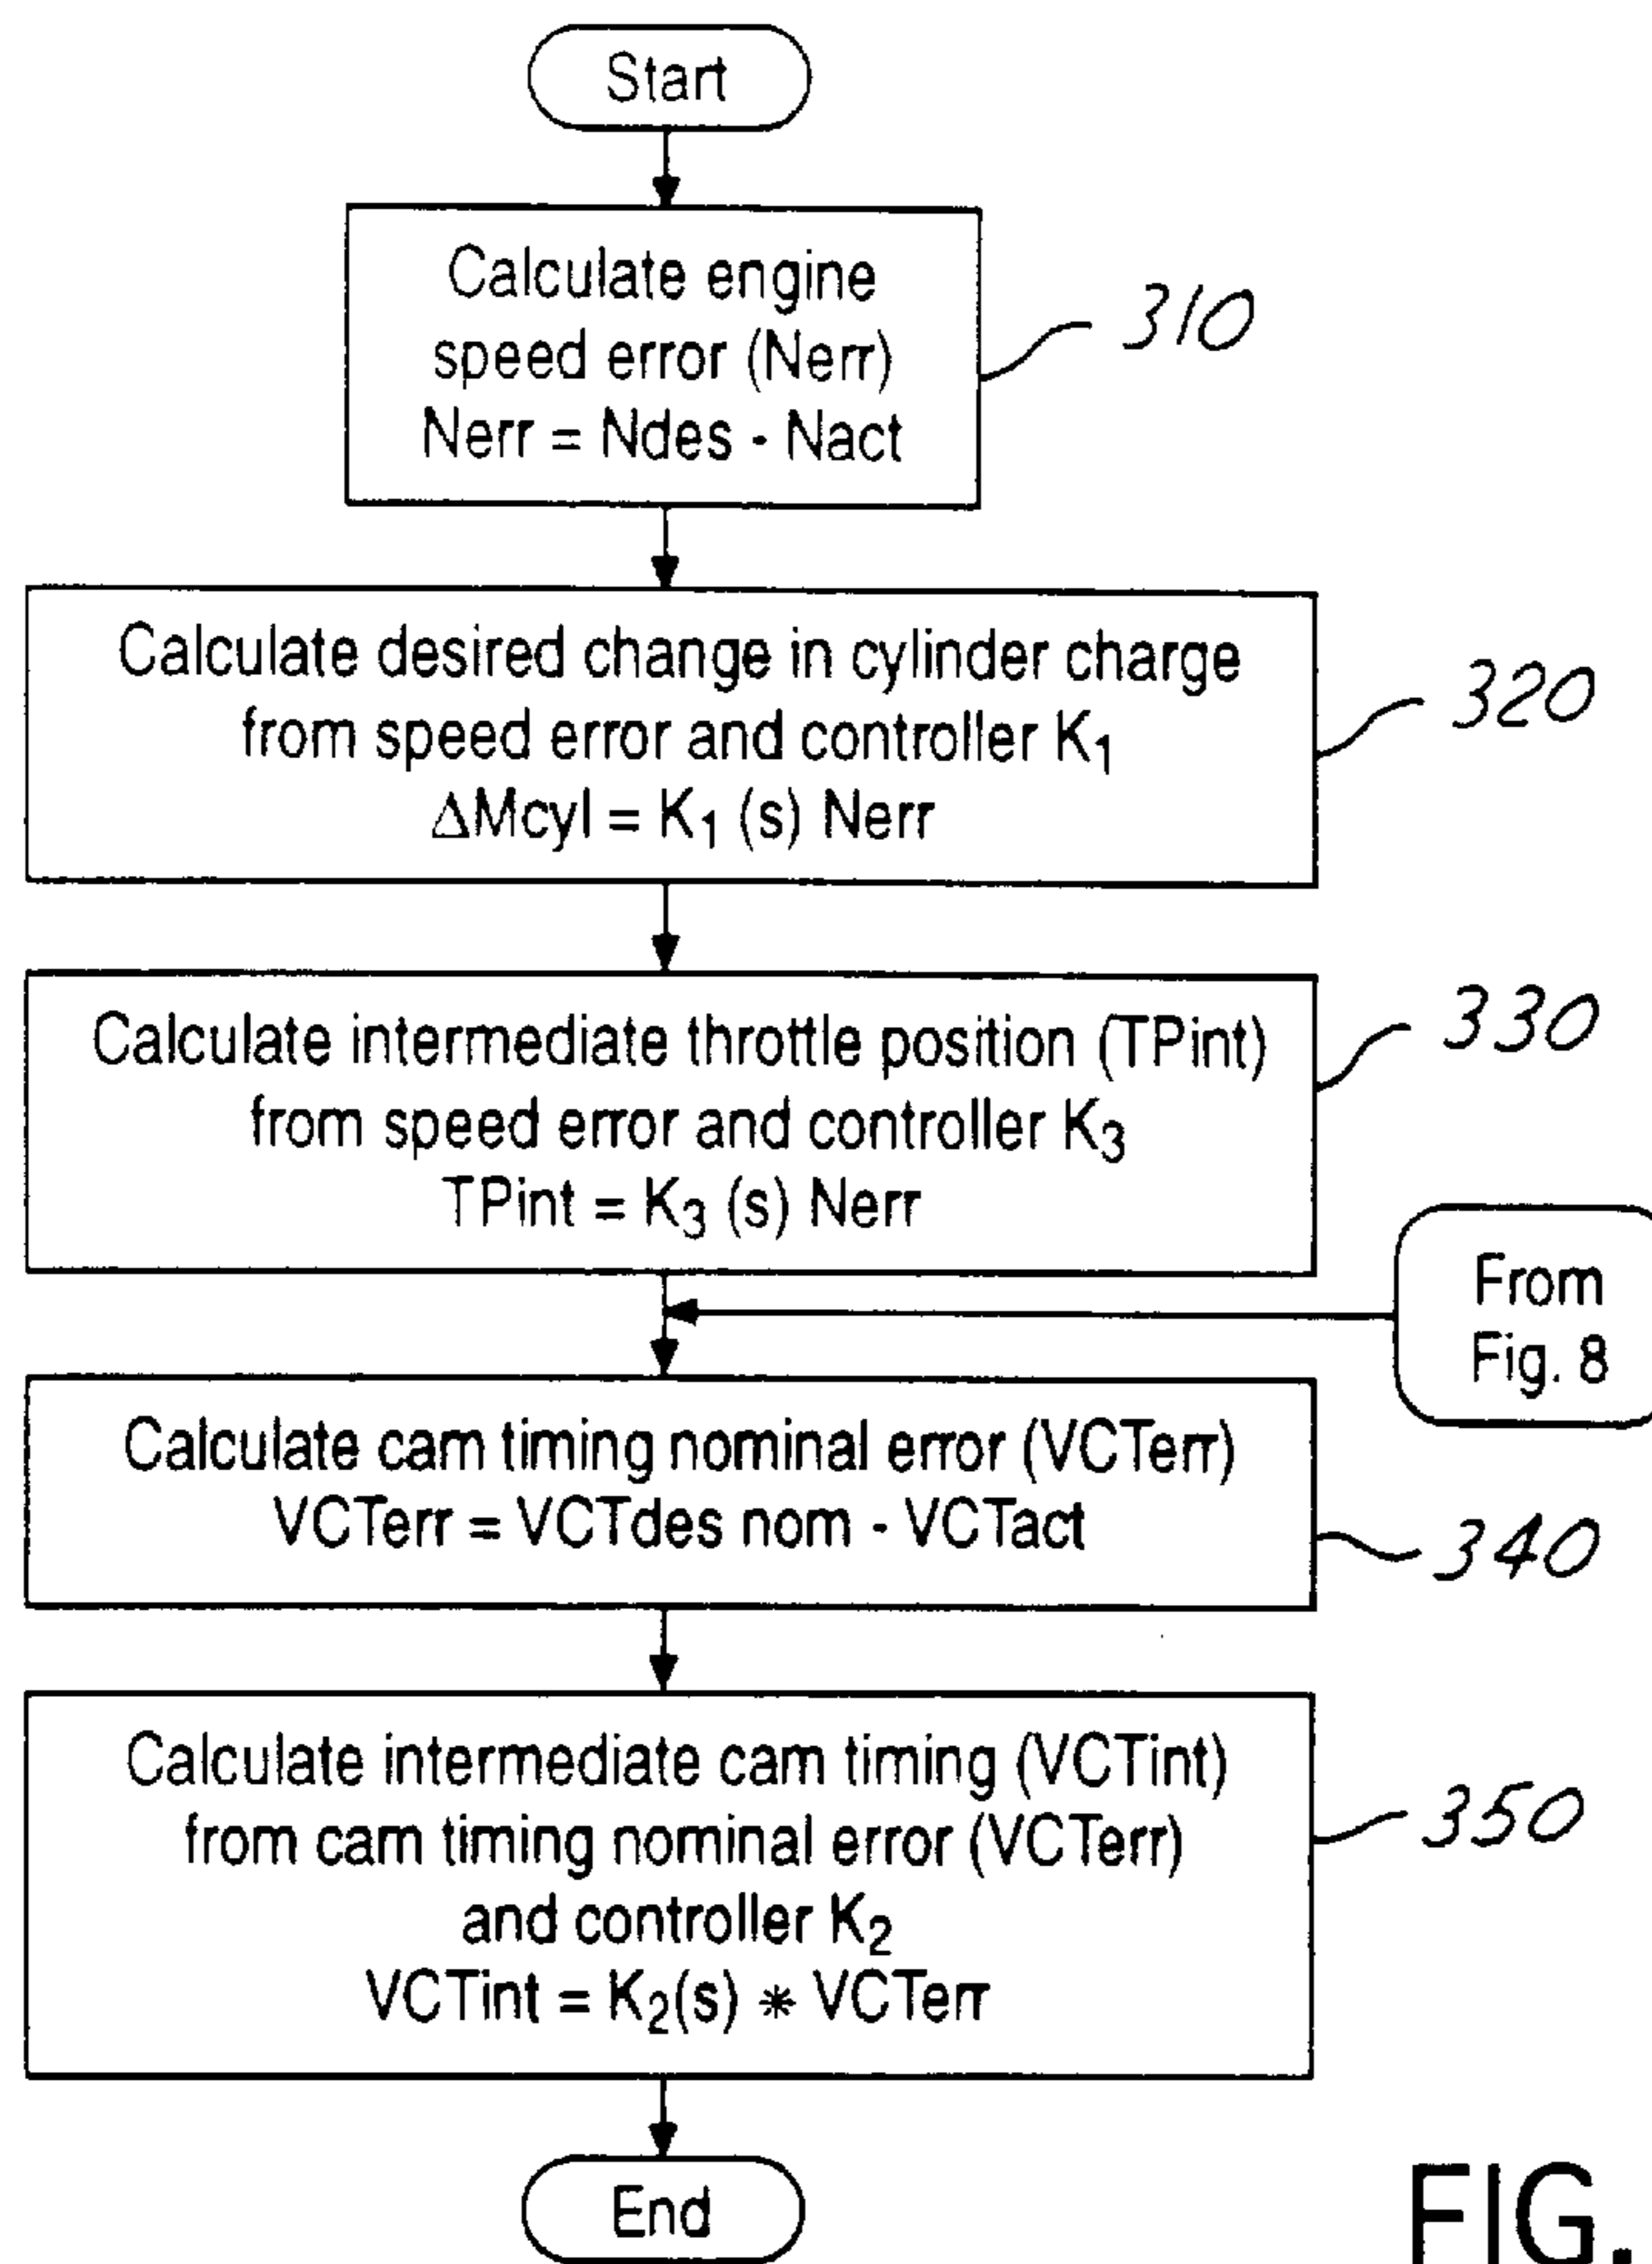 Start
Calculate engine
speed error (Nerr)
Nerr = Ndes - Nact
310
Calculate desired change in cylinder charge
from speed error and controller K₁
ΔMcyl = K₁ (s) Nerr
320
Calculate intermediate throttle position (TPint)
from speed error and controller K₃
TPint = K₃ (s) Nerr
330
From
Fig. 8
Calculate cam timing nominal error (VCTerr)
VCTerr = VCTdes nom - VCTact
340
Calculate intermediate cam timing (VCTint)
from cam timing nominal error (VCTerr)
and controller K₂
VCTint = K₂(s) * VCTerr
350
End
FIG.